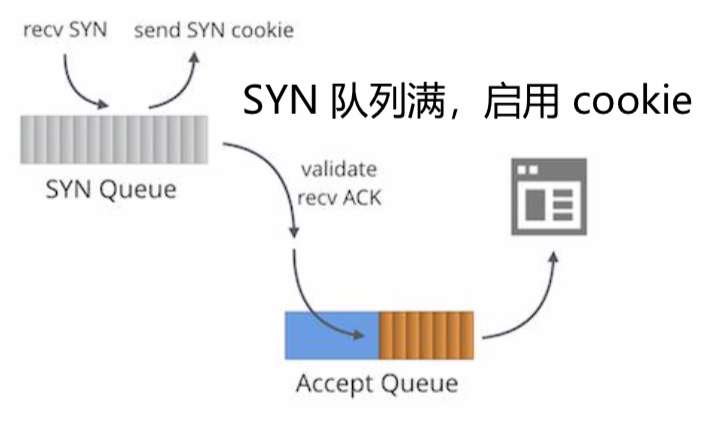 recv SYN send SYN cookie
SYN 队列满，启用 cookie
SYN Queue
validate
recv ACK
Accept Queue